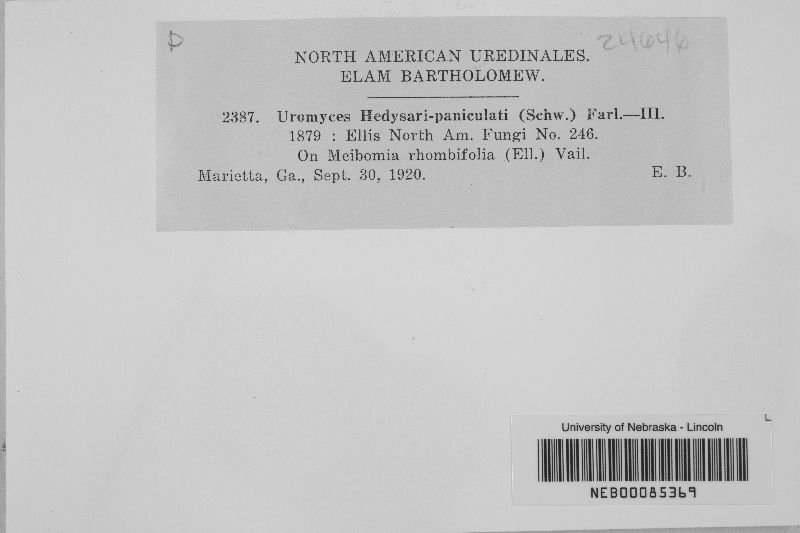 D
24646
NORTH AMERICAN UREDINALES.
ELAM BARTHOLOMEW.
2387. Uromyces Hedysari-paniculati (Schw.) Farl.—III.
1879 : Ellis North Am. Fungi No. 246.
On Meibomia rhombifolia (Ell.) Vail.
Marietta, Ga., Sept. 30, 1920. E. B.
University of Nebraska - Lincoln
NEB00085369